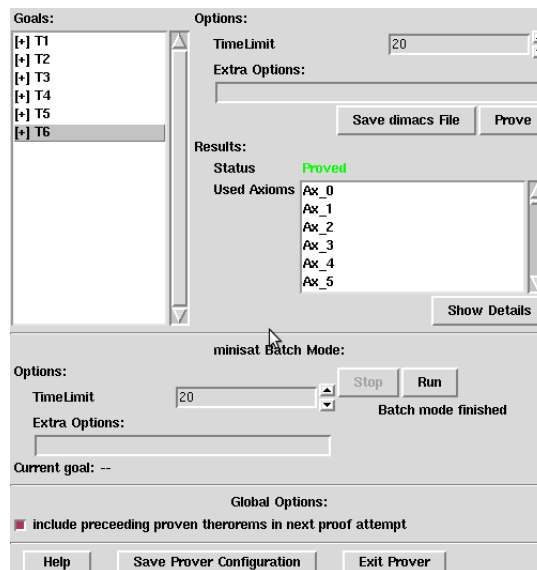 Goals:
[+] T1
[+] T2
[+] T3
[+] T4
[+] T5
[+] T6
Options:
TimeLimit 20
Extra Options:
Save dimacs File Prove
Results:
Status Proved
Used Axioms Ax_0
Ax_1
Ax_2
Ax_3
Ax_4
Ax_5
Show Details
minisat Batch Mode:
Options:
TimeLimit 20 Stop Run
Batch mode finished
Extra Options:
Current goal: --
Global Options:
include preceeding proven therorems in next proof attempt
Help Save Prover Configuration Exit Prover